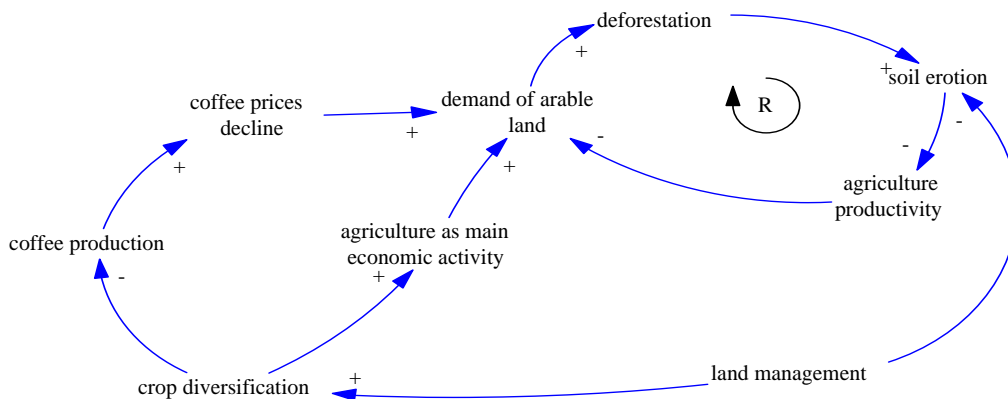 deforestation
+
+
soil erotion
coffee prices
decline
+
demand of arable
land
R
-
-
-
+
+
agriculture
productivity
coffee production
-
agriculture as main
economic activity
+
crop diversification
+
land management